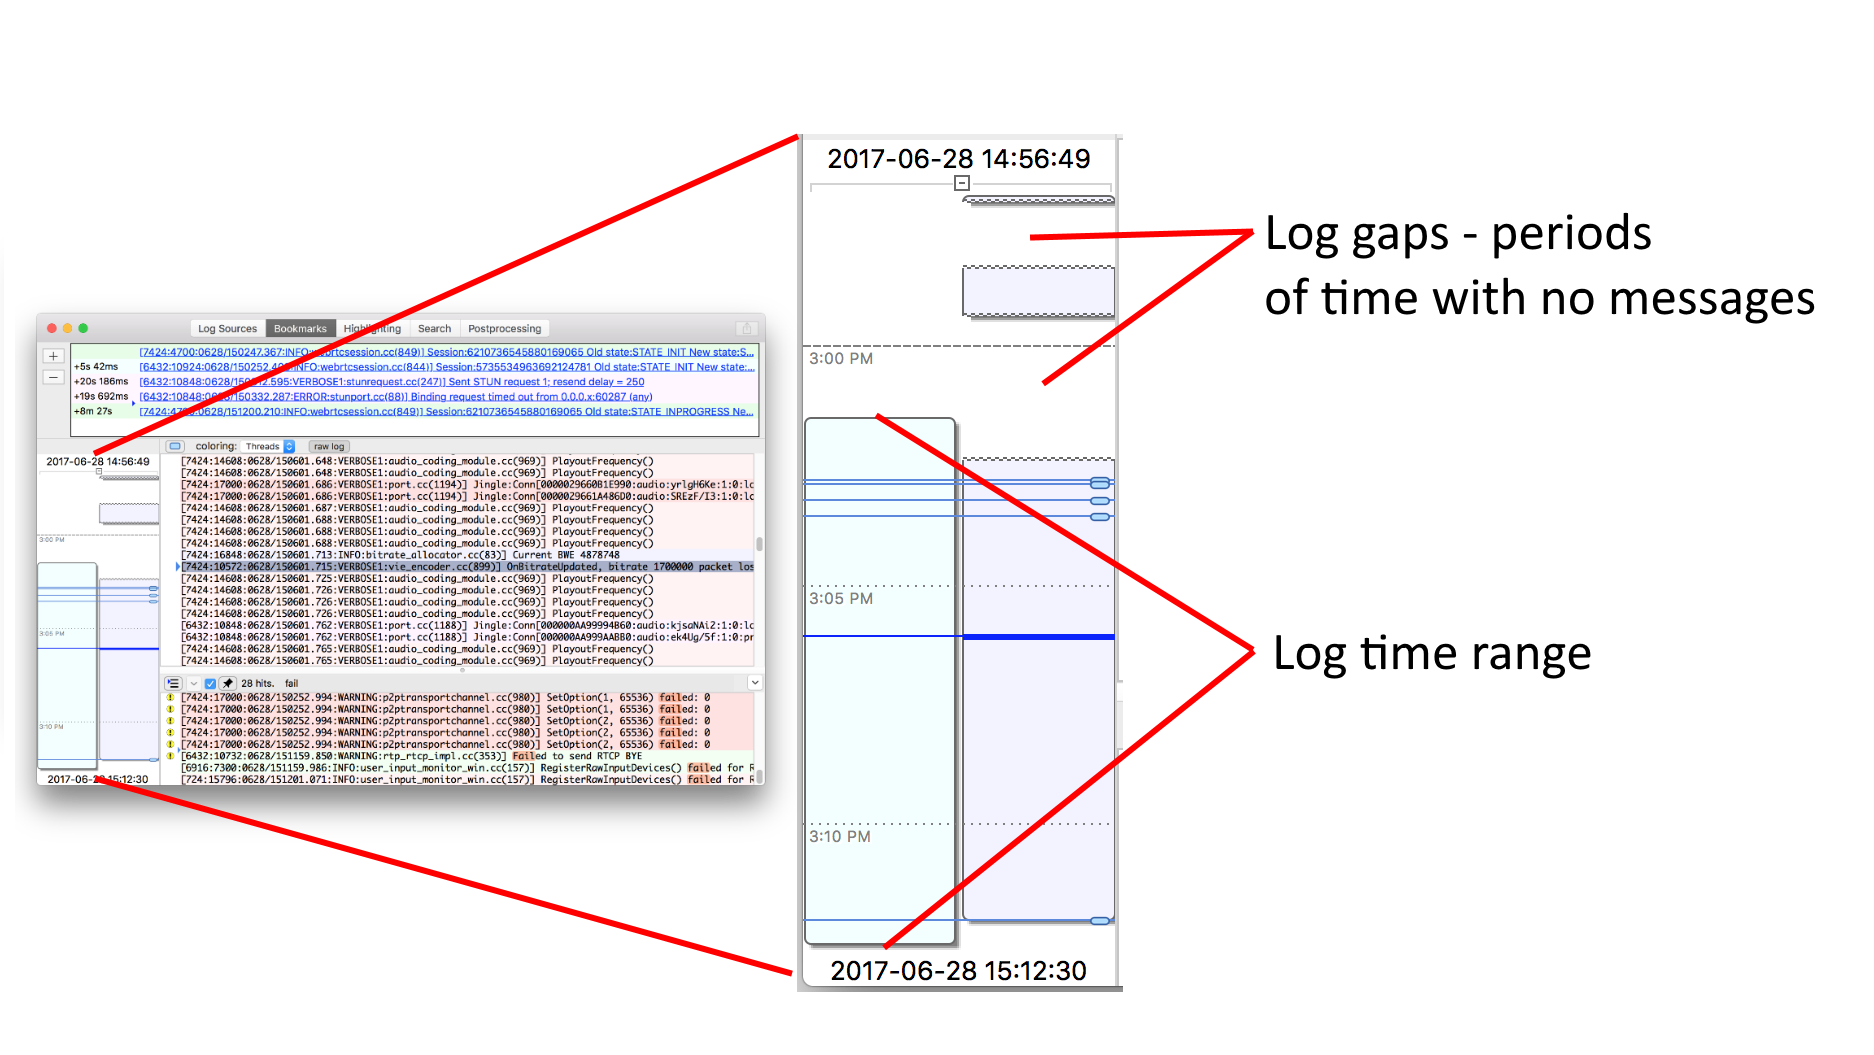 Log Sources Bookmarks Highlighting Search Postprocessing
[7424:4700:0628/150247.367:INFO:webrtcsession.cc(849)] Session:6210736545880169065 Old state:STATE_INIT New state:S...
+5s 42ms [6432:10924:0628/150252.40 INFO:webrtcsession.cc(844)] Session:5735534963692124781 Old state:STATE_INIT New state:...
+20s 186ms [6432:10848:0628/ 12.595:VERBOSE1:stunrequest.cc(247)] Sent STUN request 1; resend delay = 250
+19s 692ms [6432:10848:0628/150332.287:ERROR:stunport.cc(88)] Binding request timed out from 0.0.0.x:60287 (any)
+8m 27s 0628/151200.210:INFO:webrtcsession.cc(849)] Session:6210736545880169065 Old state:STATE_INPROGRESS Ne...
coloring: Threads raw log
2017-06-28 14:56:49
3:00 PM
3:05 PM
3:10 PM
2017-06-28 15:12:30
[7424:14608:0628/150601.648:VERBOSE1:audio_coding_module.cc(969)] PlayoutFrequency()
[7424:14608:0628/150601.648:VERBOSE1:audio_coding_module.cc(969)] PlayoutFrequency()
[7424:17000:0628/150601.686:VERBOSE1:port.cc(1194)] Jingle:Conn[0000029660B1E990:audio:yrlgH6Ke:1:0:lc
[7424:17000:0628/150601.686:VERBOSE1:port.cc(1194)] Jingle:Conn[0000029661A486D0:audio:SREzF/I3:1:0:lc
[7424:14608:0628/150601.687:VERBOSE1:audio_coding_module.cc(969)] PlayoutFrequency()
[7424:14608:0628/150601.688:VERBOSE1:audio_coding_module.cc(969)] PlayoutFrequency()
[7424:14608:0628/150601.688:VERBOSE1:audio_coding_module.cc(969)] PlayoutFrequency()
[7424:14608:0628/150601.688:VERBOSE1:audio_coding_module.cc(969)] PlayoutFrequency()
[7424:16848:0628/150601.713:INFO:bitrate_allocator.cc(83)] Current BWE 4878748
[7424:10572:0628/150601.715:VERBOSE1:vie_encoder.cc(899)] OnBitrateUpdated, bitrate 1700000 packet los
[7424:14608:0628/150601.725:VERBOSE1:audio_coding_module.cc(969)] PlayoutFrequency()
[7424:14608:0628/150601.726:VERBOSE1:audio_coding_module.cc(969)] PlayoutFrequency()
[7424:14608:0628/150601.726:VERBOSE1:audio_coding_module.cc(969)] PlayoutFrequency()
[7424:14608:0628/150601.726:VERBOSE1:audio_coding_module.cc(969)] PlayoutFrequency()
[6432:10848:0628/150601.762:VERBOSE1:port.cc(1188)] Jingle:Conn[000000AA99994B60:audio:kjsaNAi2:1:0:lc
[6432:10848:0628/150601.762:VERBOSE1:port.cc(1188)] Jingle:Conn[000000AA999AABB0:audio:ek4Ug/5f:1:0:pr
[7424:14608:0628/150601.765:VERBOSE1:audio_coding_module.cc(969)] PlayoutFrequency()
[7424:14608:0628/150601.765:VERBOSE1:audio_coding_module.cc(969)] PlayoutFrequency()
28 hits. fail
[7424:17000:0628/150252.994:WARNING:p2ptransportchannel.cc(980)] SetOption(1, 65536) failed: 0
[7424:17000:0628/150252.994:WARNING:p2ptransportchannel.cc(980)] SetOption(1, 65536) failed: 0
[7424:17000:0628/150252.994:WARNING:p2ptransportchannel.cc(980)] SetOption(2, 65536) failed: 0
[7424:17000:0628/150252.994:WARNING:p2ptransportchannel.cc(980)] SetOption(2, 65536) failed: 0
[7424:17000:0628/150252.994:WARNING:p2ptransportchannel.cc(980)] SetOption(2, 65536) failed: 0
[6432:10732:0628/151159.850:WARNING:rtp_rtcp_impl.cc(353)] Failed to send RTCP BYE
[6916:7300:0628/151159.986:INFO:user_input_monitor_win.cc(157)] RegisterRawInputDevices() failed for R
[724:15796:0628/151201.071:INFO:user_input_monitor_win.cc(157)] RegisterRawInputDevices() failed for R
2017-06-28 14:56:49
3:00 PM
3:05 PM
3:10 PM
2017-06-28 15:12:30
Log gaps - periods
of time with no messages
Log time range